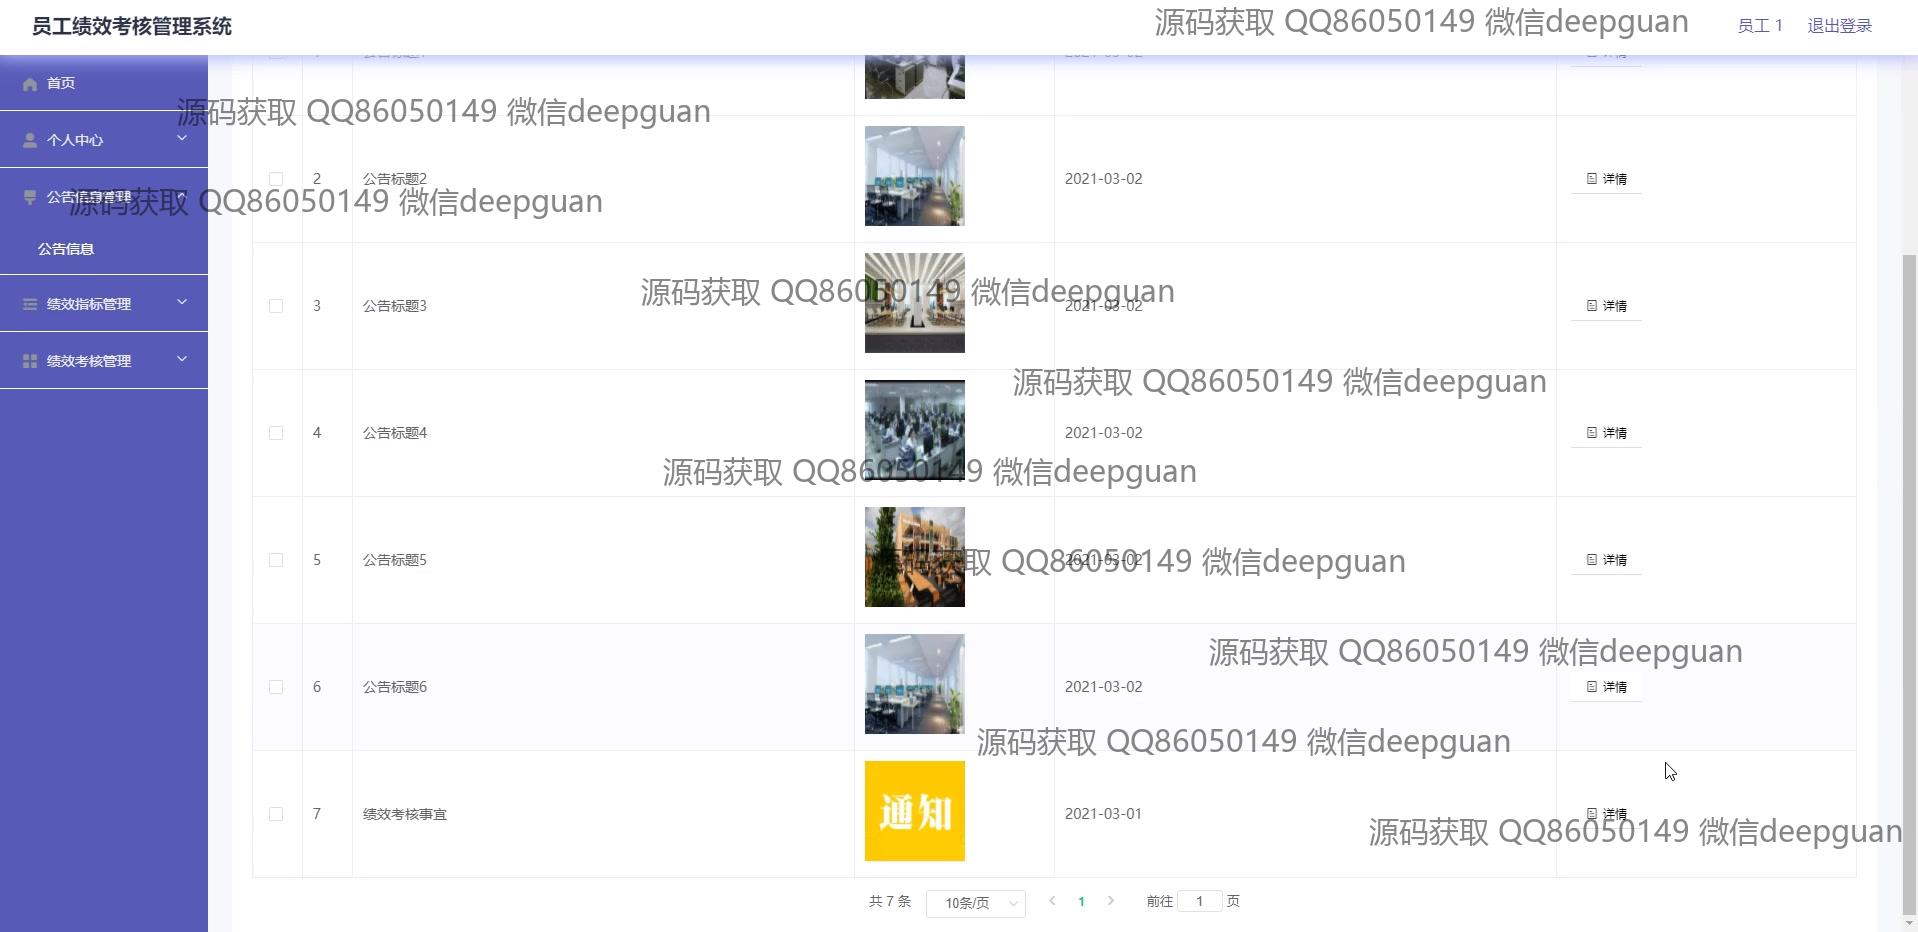 员工绩效考核管理系统
源码获取 QQ86050149 微信deepguan
员工 1
退出登录
首页
源码获取 QQ86050149 微信deepguan
个人中心
2
公告标题2
2021-03-02
详情
公告信息管理
源码获取 QQ86050149 微信deepguan
公告信息
源码获取 QQ86050149 微信deepguan
绩效指标管理
3
公告标题3
2021-03-02
详情
绩效考核管理
源码获取 QQ86050149 微信deepguan
4
公告标题4
2021-03-02
详情
源码获取 QQ86050149 微信deepguan
5
公告标题5
2021-03-02
详情
源码获取 QQ86050149 微信deepguan
源码获取 QQ86050149 微信deepguan
6
公告标题6
2021-03-02
详情
源码获取 QQ86050149 微信deepguan
7
绩效考核事宜
通知
2021-03-01
详情
源码获取 QQ86050149 微信deepguan
共 7 条
10条/页
1
前往 1 页